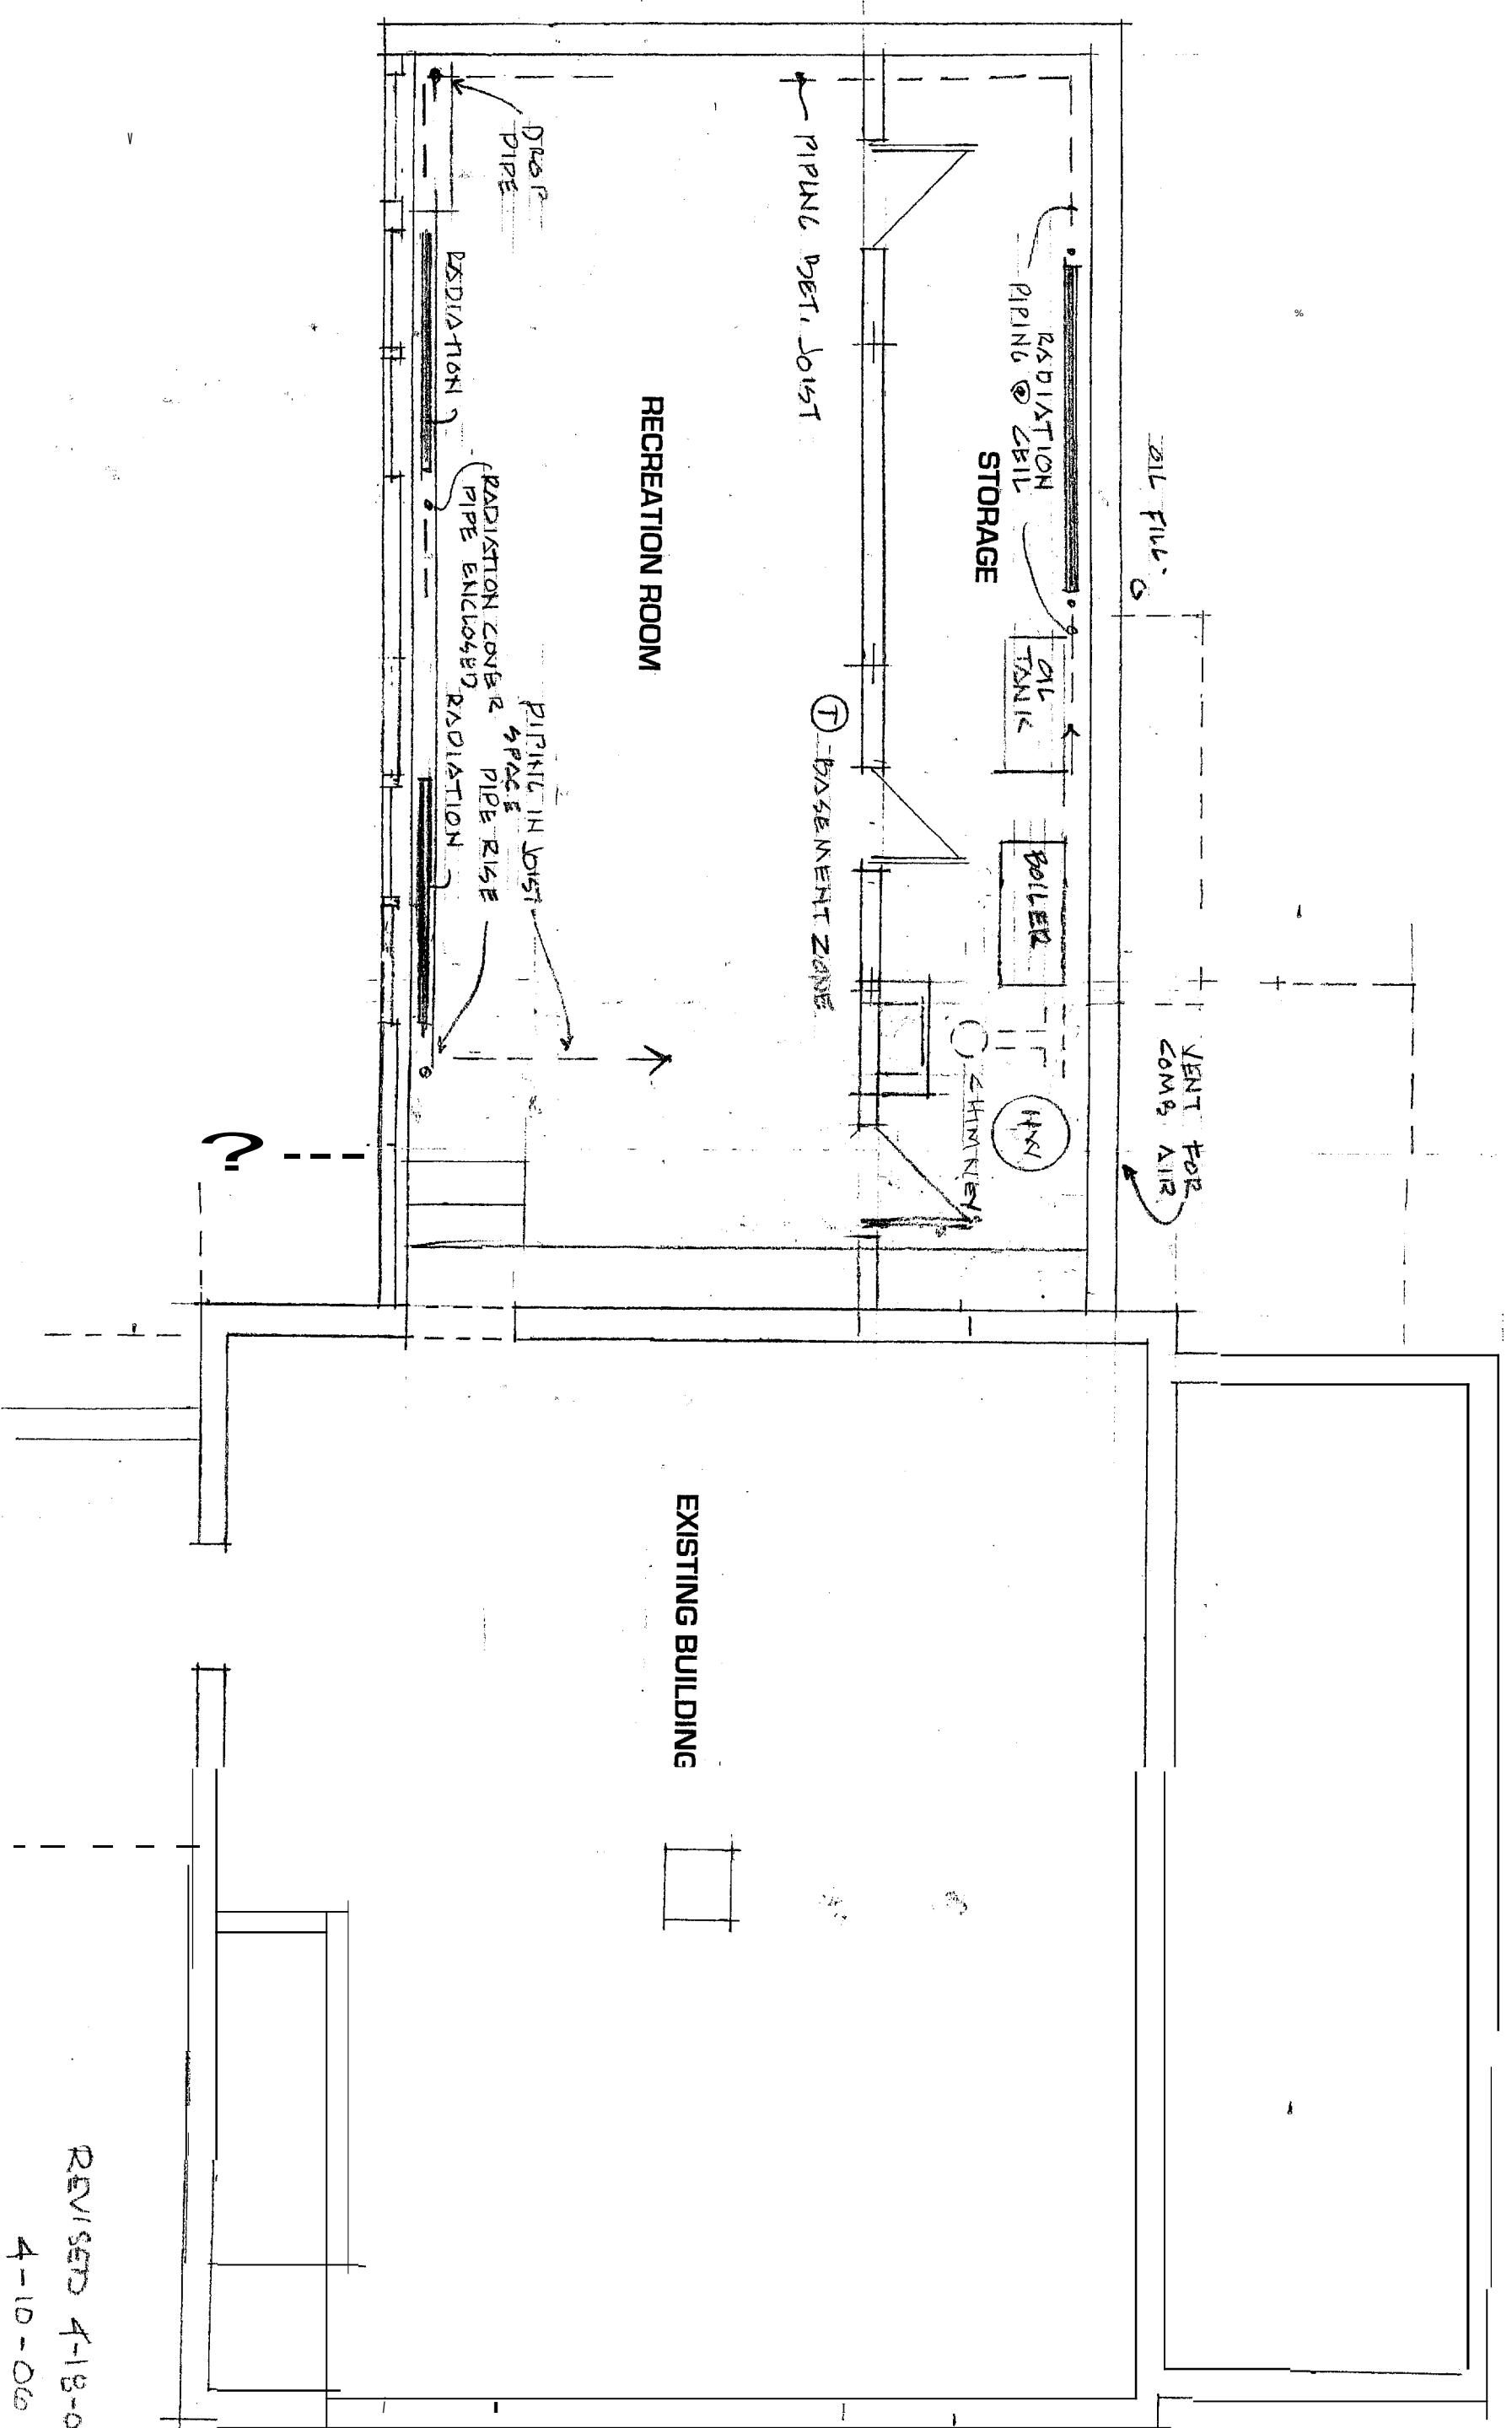 OIL FILL
VENT FOR
COMB. AIR
RADIATION
PIPING @ CEIL
OIL
TANK
BOILER
HW
STORAGE
CHIMNEY
T BASEMENT ZONE
PIPING BET. JOIST
RECREATION ROOM
EXISTING BUILDING
DROP
PIPE
PIPING IN JOIST
SPACE
PIPE RISE
RADIATION COVER
PIPE ENCLOSED
RADIATION
RADIATION
?
REVISED 4-18-0
4-10-06